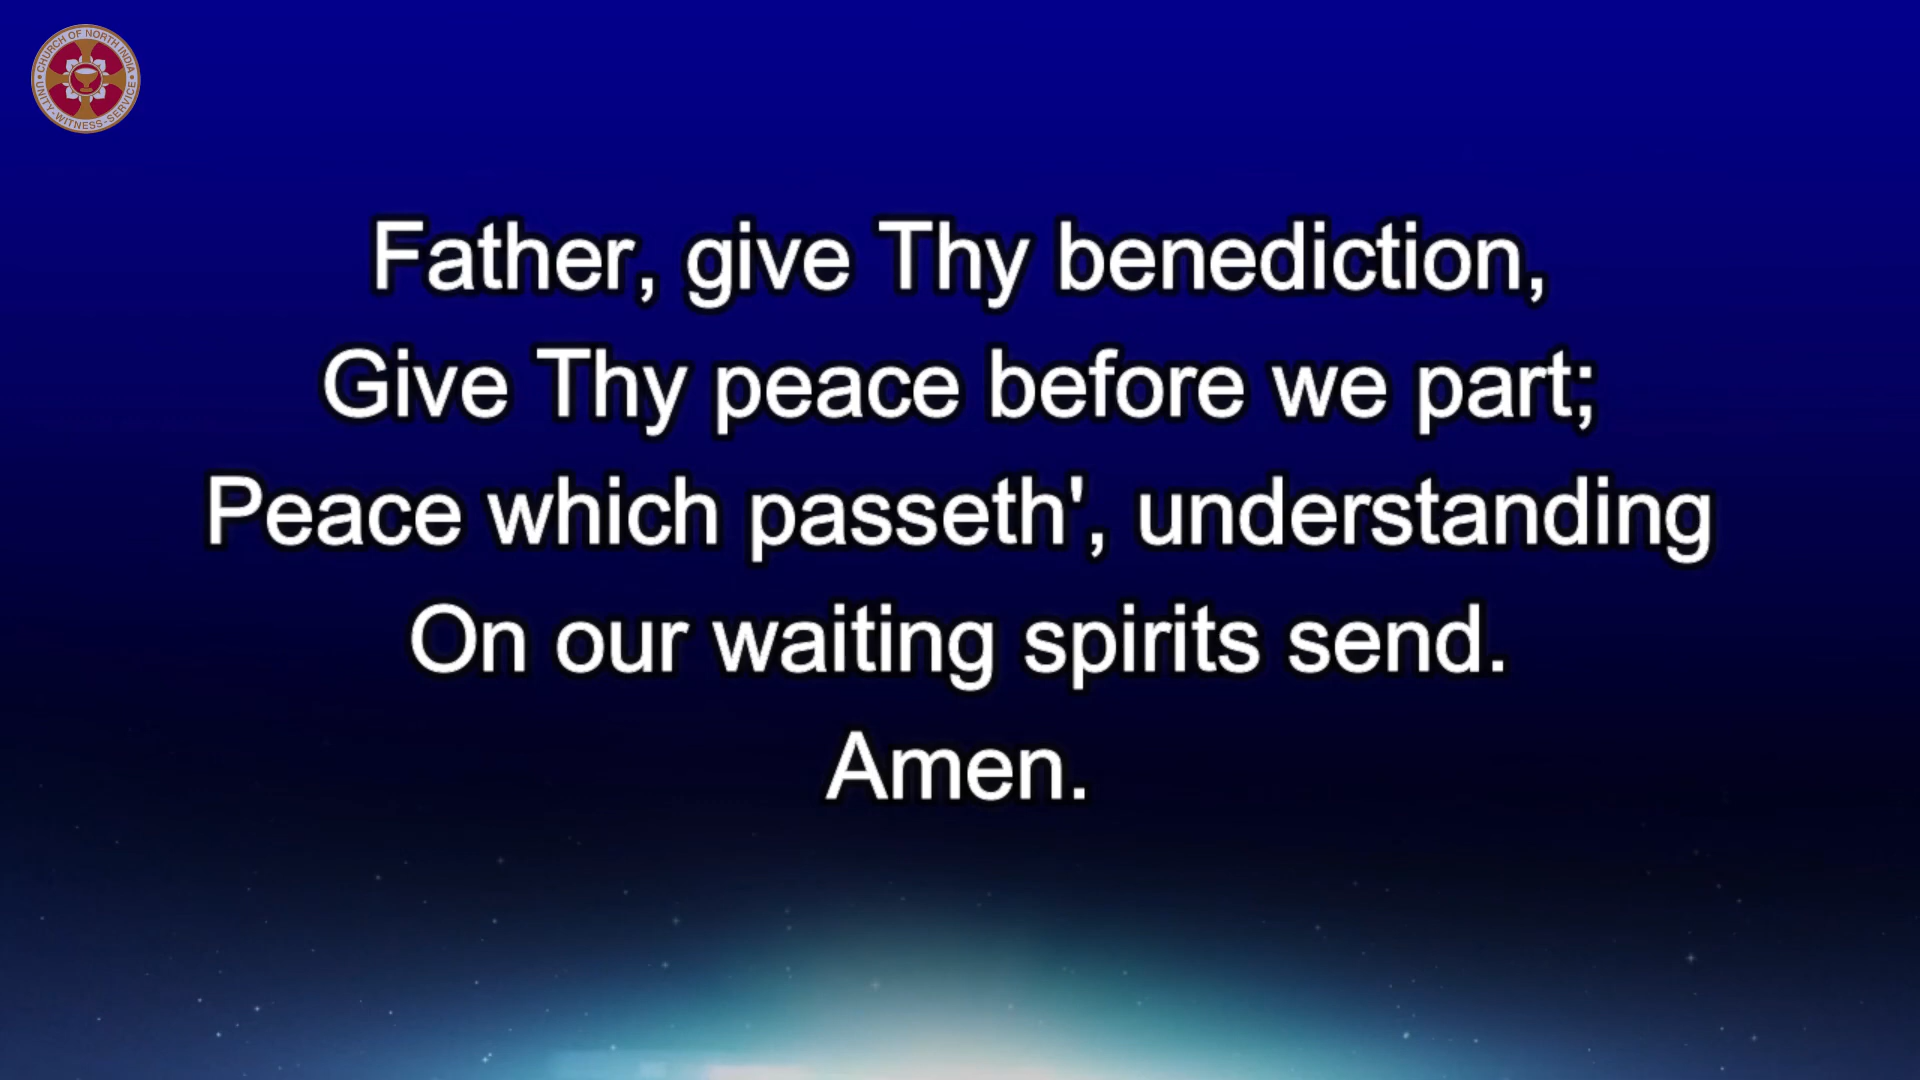 CHURCH OF NORTH INDIA
UNITY - WITNESS - SERVICE
Father, give Thy benediction,
Give Thy peace before we part;
Peace which passeth', understanding
On our waiting spirits send.
Amen.